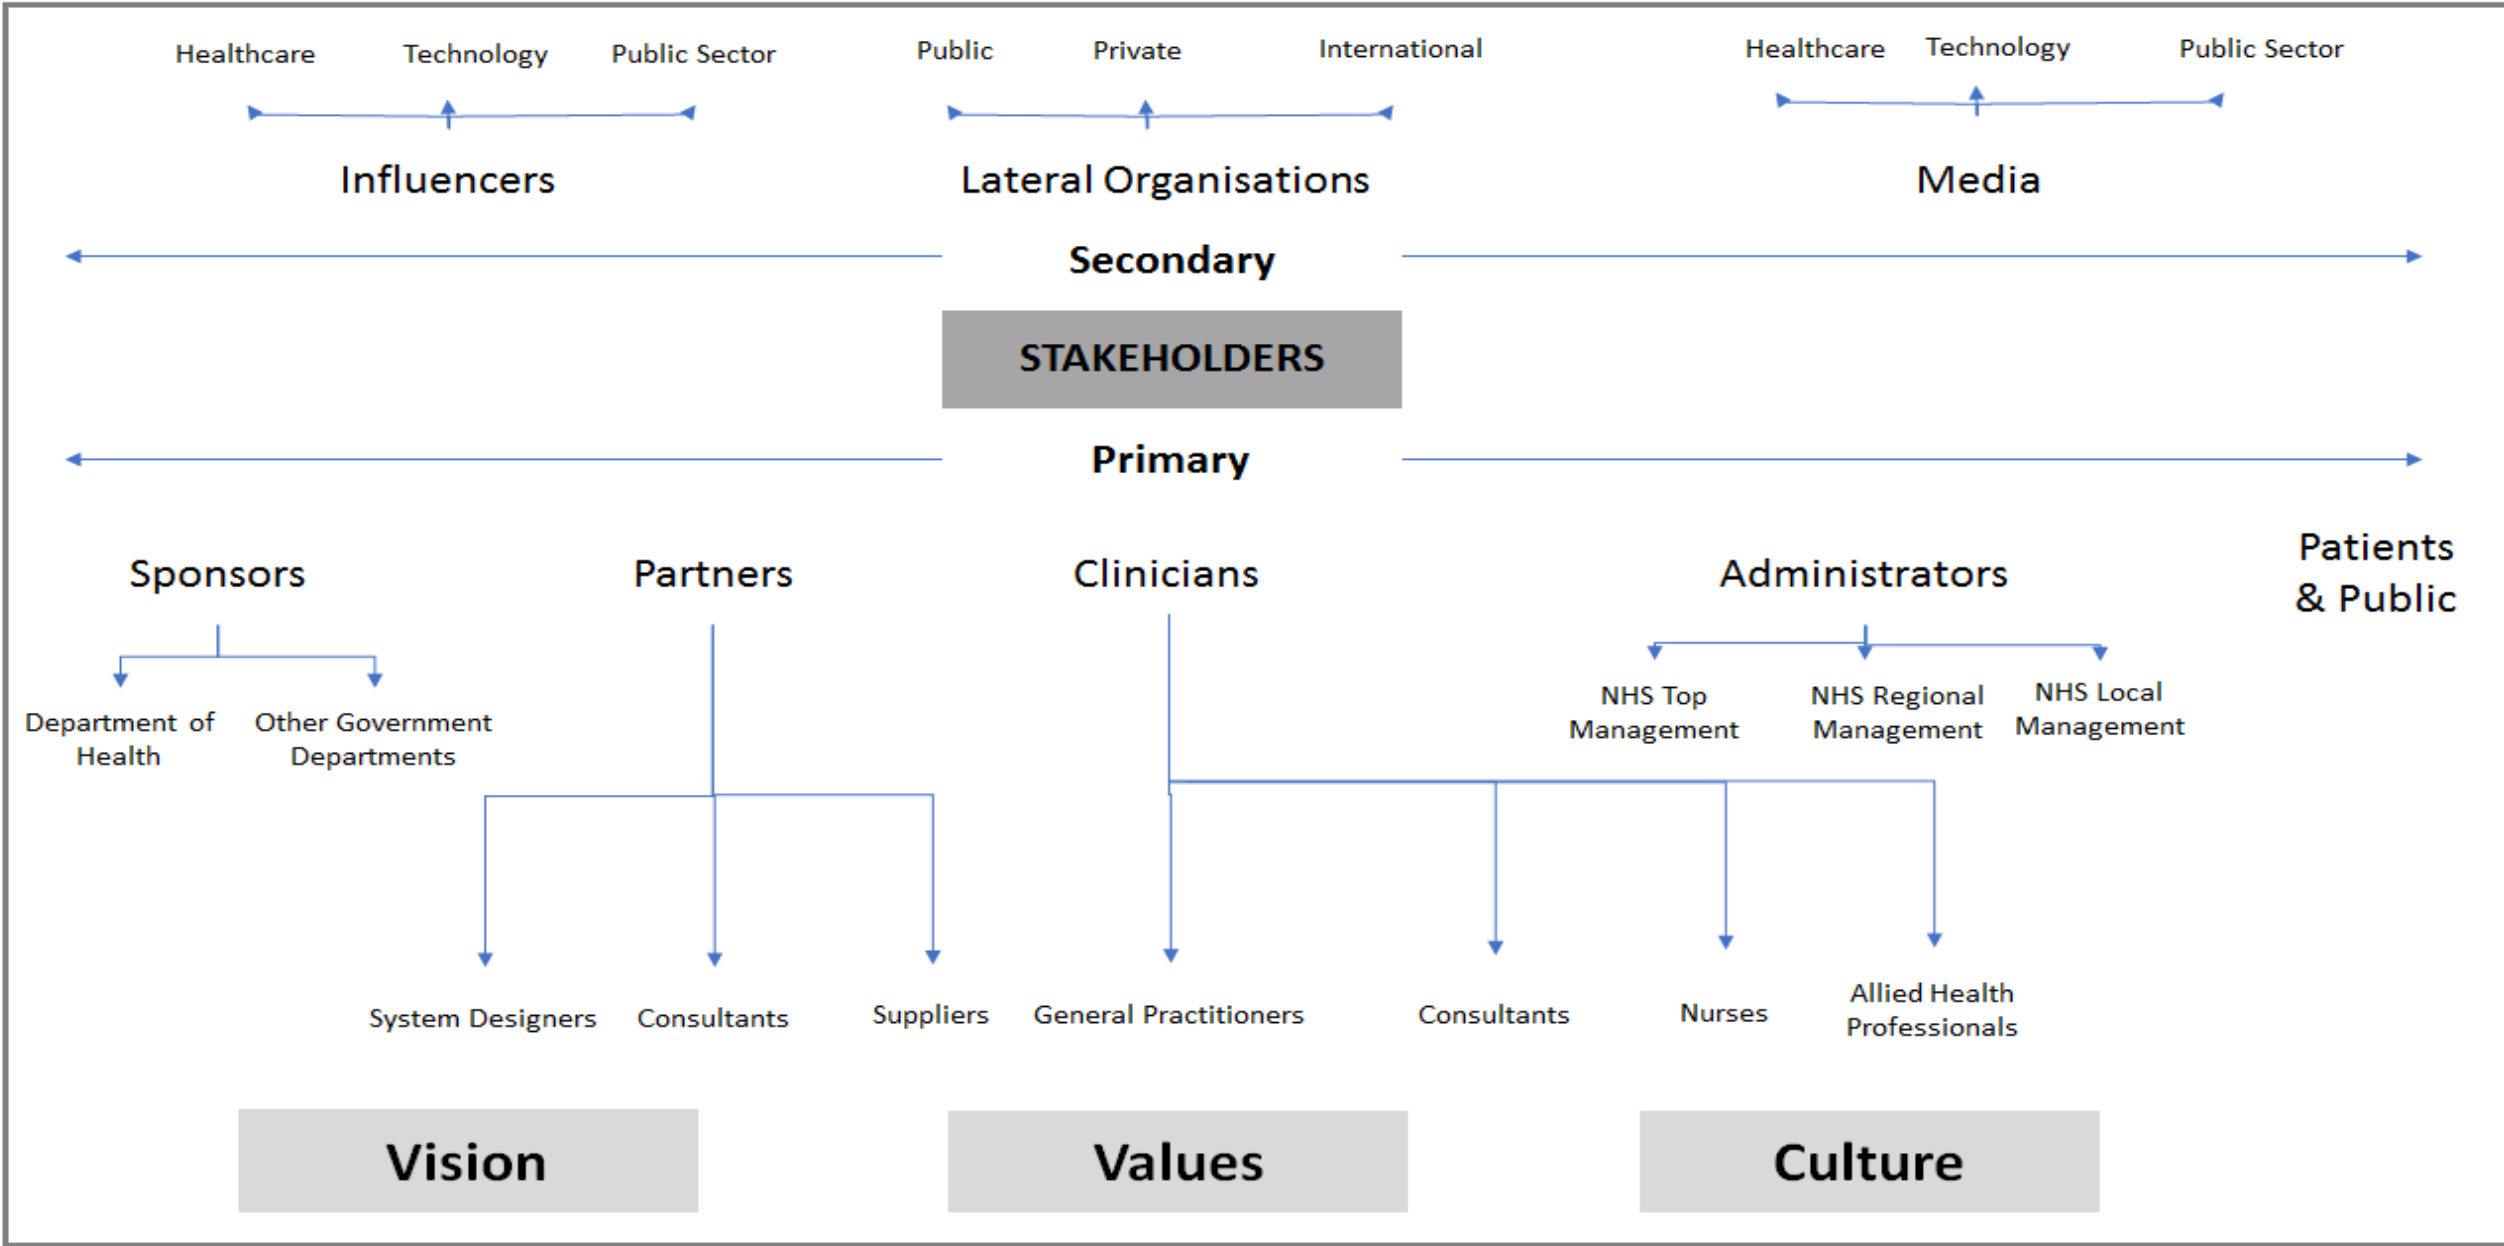 Healthcare
Technology
Public Sector
Public
Private
International
Healthcare
Technology
Public Sector
Influencers
Lateral Organisations
Media
Secondary
STAKEHOLDERS
Primary
Sponsors
Partners
Clinicians
Administrators
Patients
& Public
Department of
Health
Other Government
Departments
NHS Top
Management
NHS Regional
Management
NHS Local
Management
System Designers
Consultants
Suppliers
General Practitioners
Consultants
Nurses
Allied Health
Professionals
Vision
Values
Culture